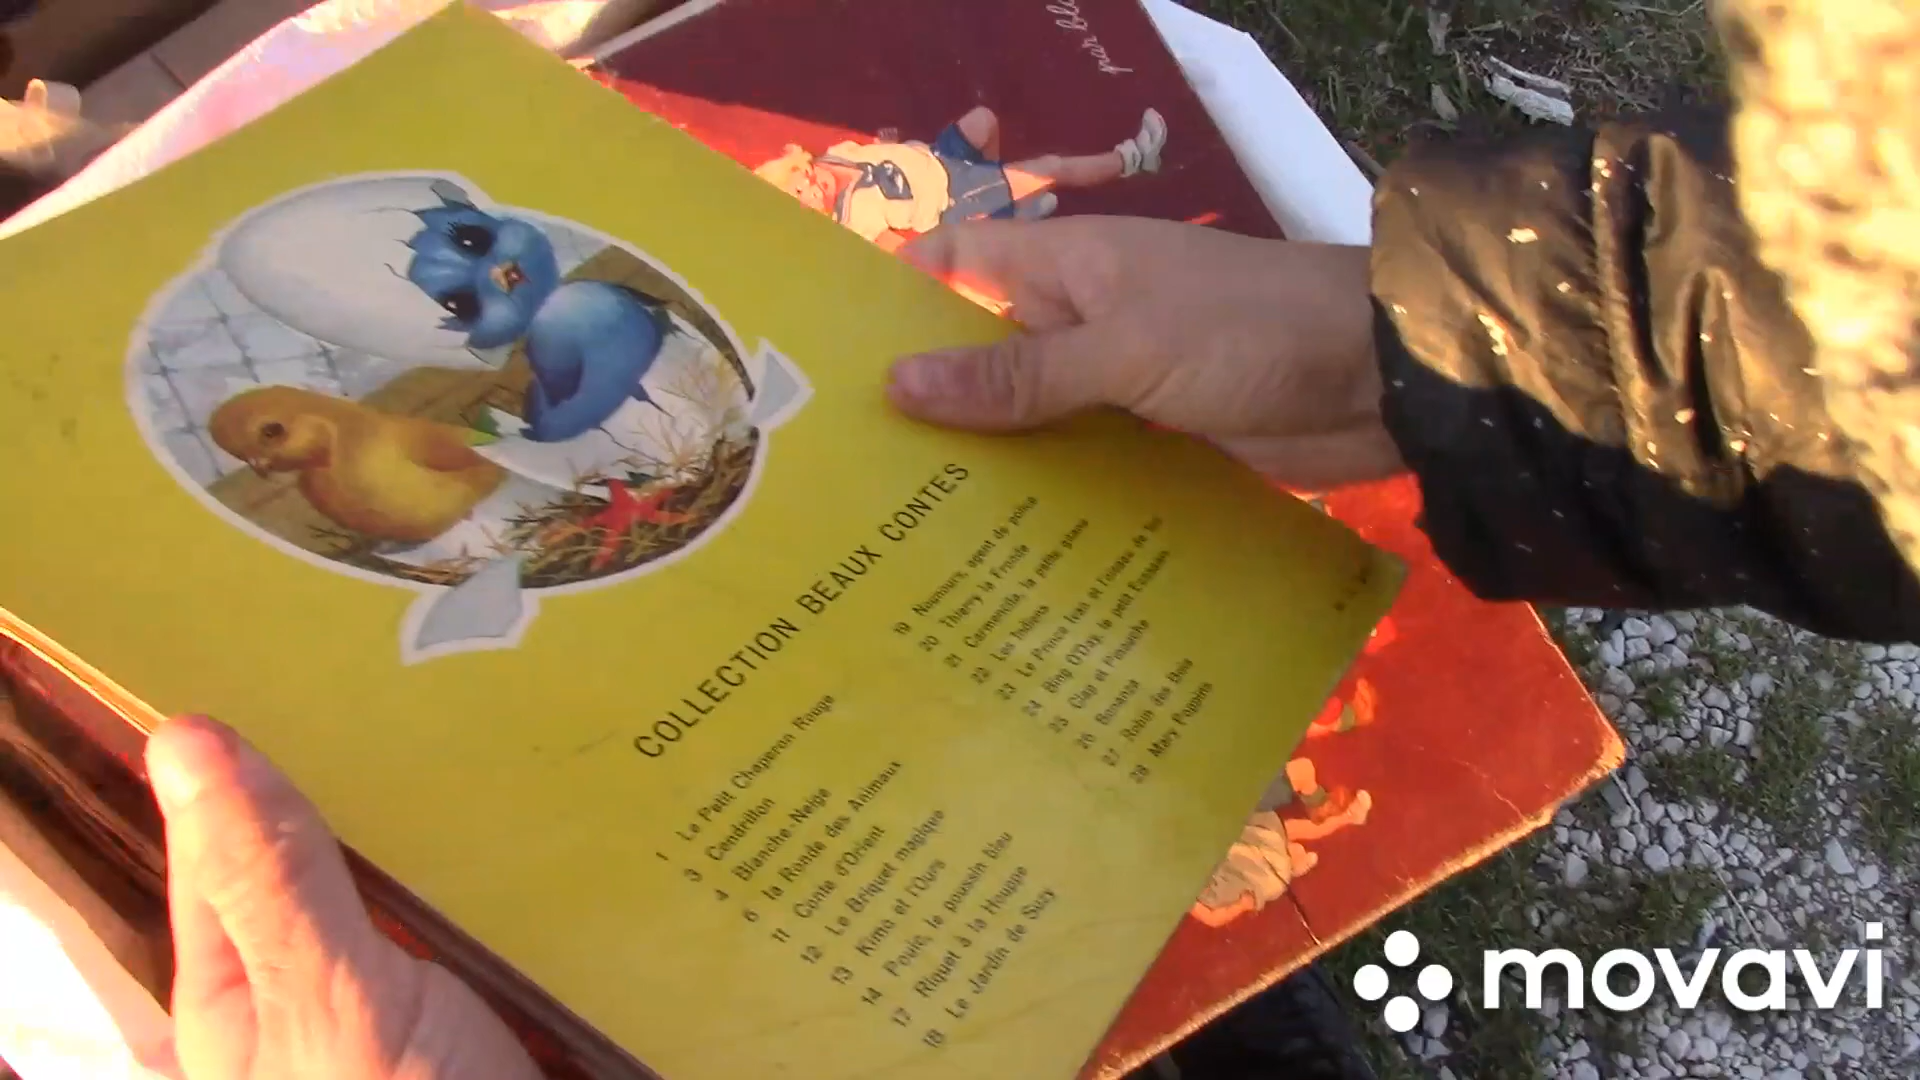 par
COLLECTION BEAUX CONTES
1 Le Petit Chaperon Rouge
3 Cendrillon
4 Blanche-Neige
6 la Ronde des Animaux
11 Conte d'Orient
12 Le Briquet magique
13 Kimo et l'Ours
14 Pouic, le poussin bleu
17 Riquet à la Houppe
18 Le Jardin de Suzy
19 Nounours, agent de police
20 Thierry la Fronde
21 Carmencita, la petite gitane
22 Les Indiens
23 Le Prince Ivan et l'oiseau de feu
24 Bing O'Day, le petit
25 Clap et Pinauche
26 Bonanza
27 Robin des Bois
28 Mary Poppins
movavi